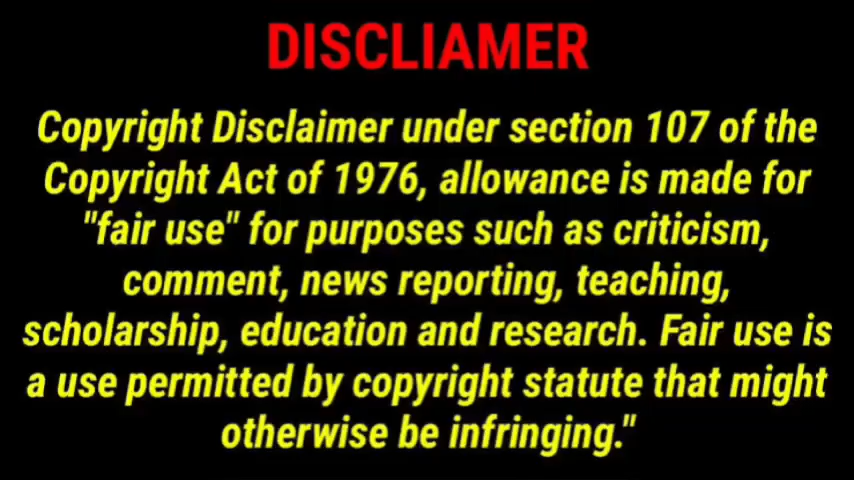 DISCLIAMER
Copyright Disclaimer under section 107 of the
Copyright Act of 1976, allowance is made for
"fair use" for purposes such as criticism,
comment, news reporting, teaching,
scholarship, education and research. Fair use is
a use permitted by copyright statute that might
otherwise be infringing."